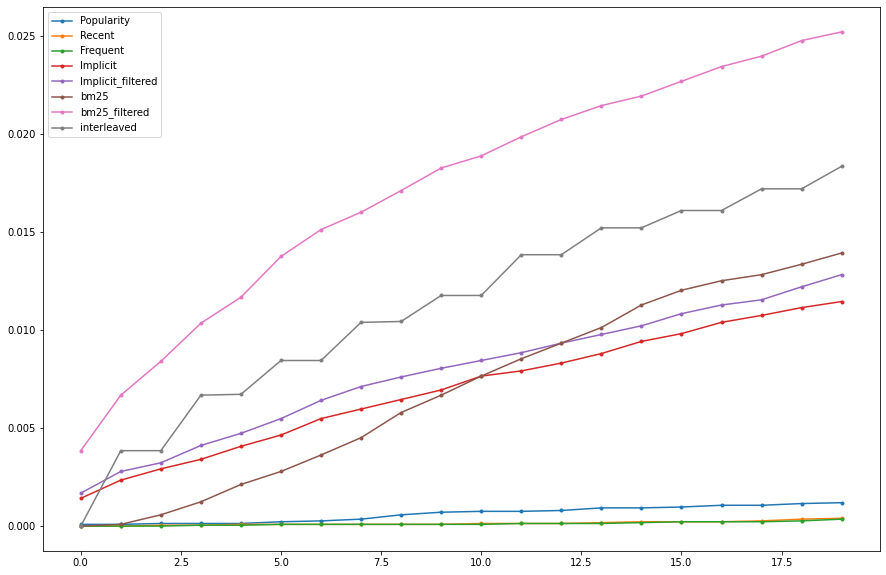 Popularity
Recent
Frequent
Implicit
Implicit_filtered
bm25
bm25_filtered
interleaved
0.025
0.020
0.015
0.010
0.005
0.000
0.0 2.5 5.0 7.5 10.0 12.5 15.0 17.5